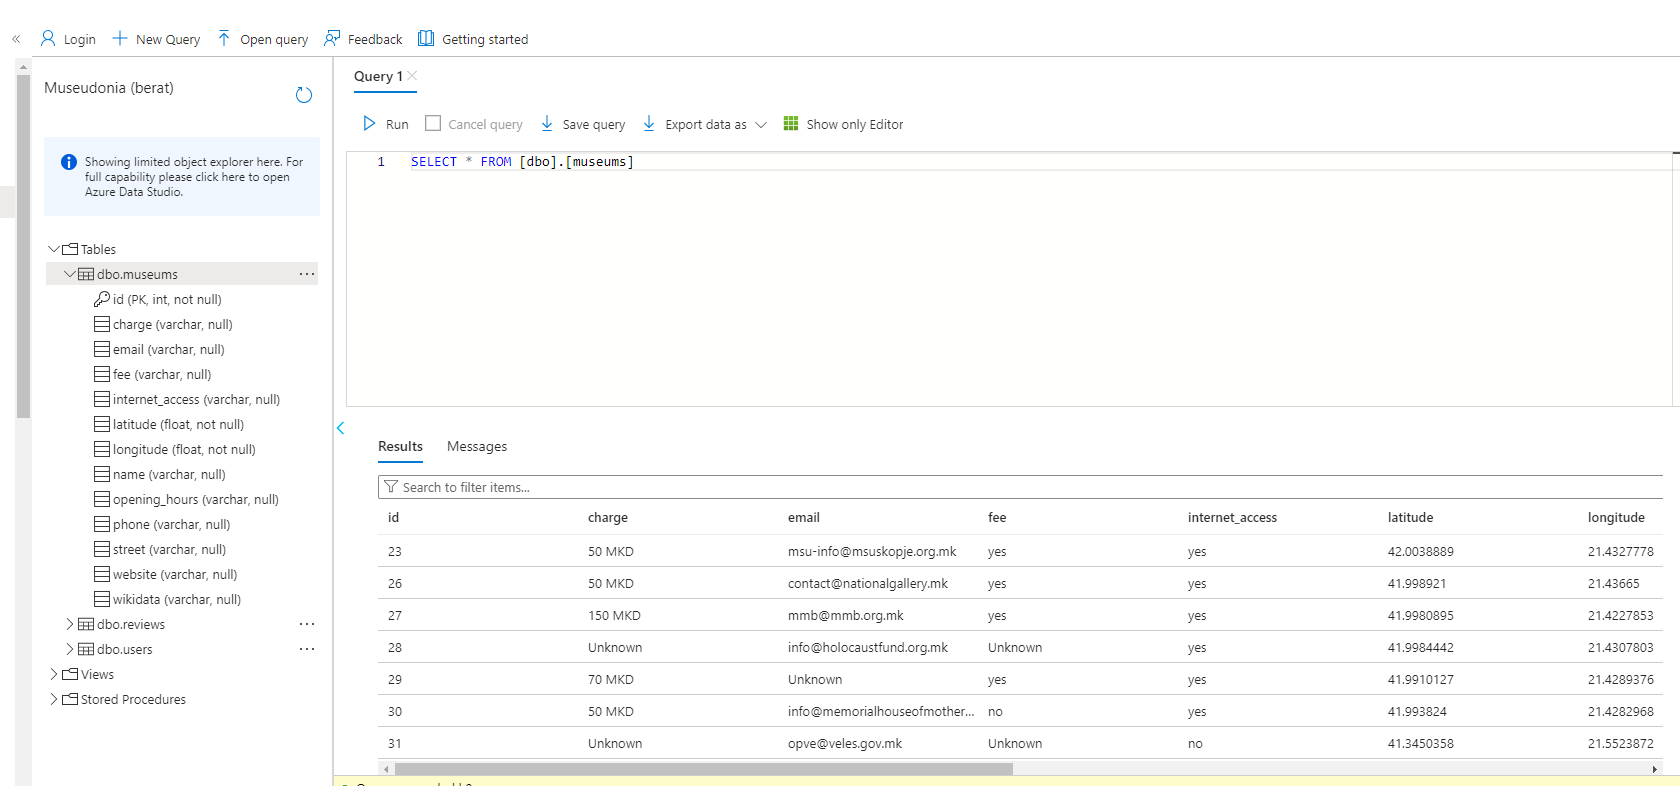 « Login New Query Open query Feedback Getting started
Museudonia (berat)
Showing limited object explorer here. For
full capability please click here to open
Azure Data Studio.
Tables
dbo.museums ...
id (PK, int, not null)
charge (varchar, null)
email (varchar, null)
fee (varchar, null)
internet_access (varchar, null)
latitude (float, not null)
longitude (float, not null)
name (varchar, null)
opening_hours (varchar, null)
phone (varchar, null)
street (varchar, null)
website (varchar, null)
wikidata (varchar, null)
dbo.reviews ...
dbo.users ...
Views
Stored Procedures
Query 1
Run Cancel query Save query Export data as Show only Editor
1 SELECT * FROM [dbo].[museums]
Results Messages
Search to filter items...
id charge email fee internet_access latitude longitude
23 50 MKD msu-info@msuskopje.org.mk yes yes 42.0038889 21.4327778
26 50 MKD contact@nationalgallery.mk yes yes 41.998921 21.43665
27 150 MKD mmb@mmb.org.mk yes yes 41.9980895 21.4227853
28 Unknown info@holocaustfund.org.mk Unknown yes 41.9984442 21.4307803
29 70 MKD Unknown yes yes 41.9910127 21.4289376
30 50 MKD info@memorialhouseofmother... no yes 41.993824 21.4282968
31 Unknown opve@veles.gov.mk Unknown no 41.3450358 21.5523872